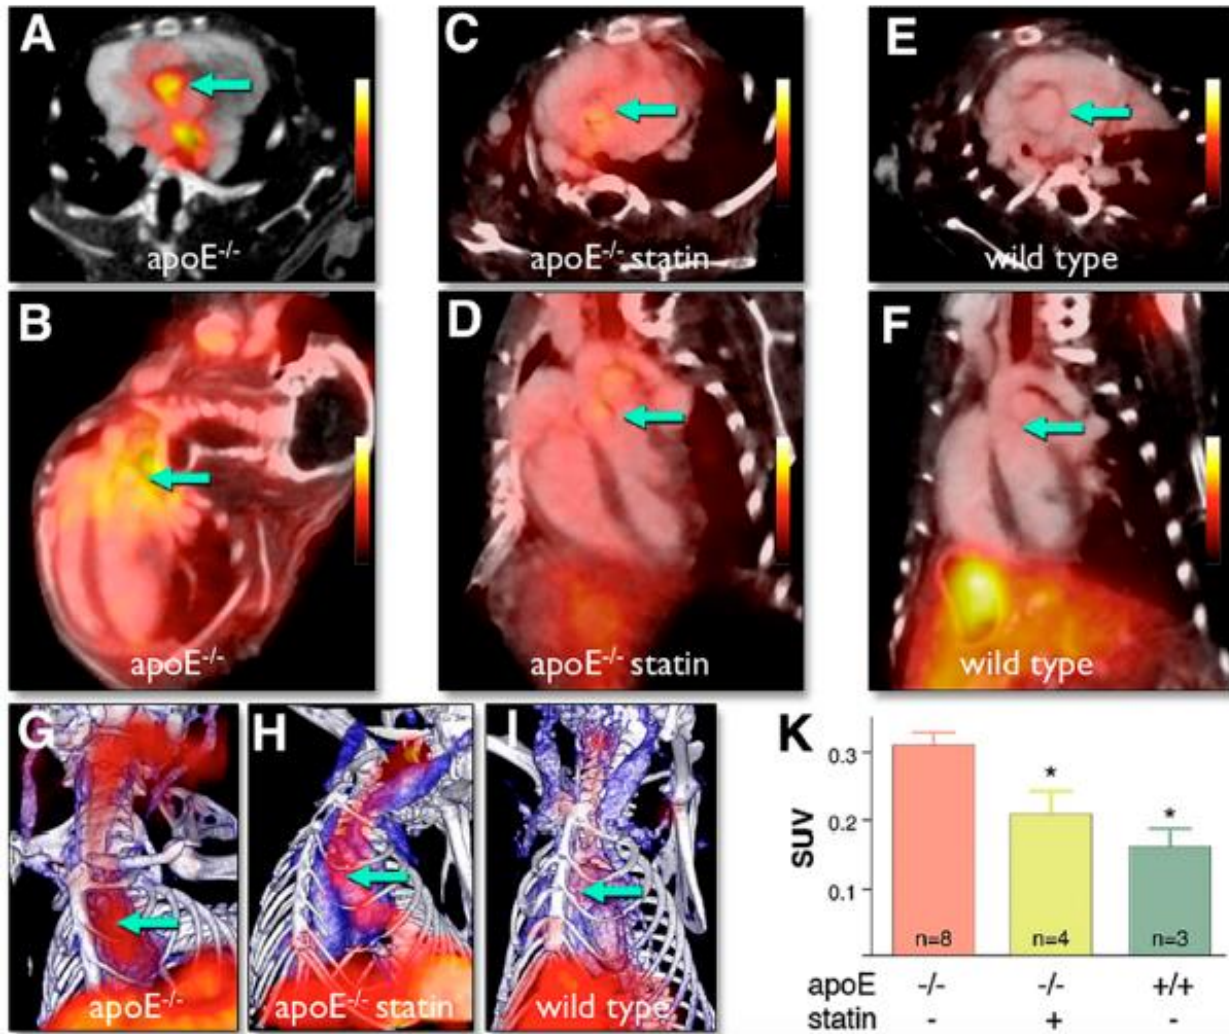 A
apoE-/-
C
apoE-/- statin
E
wild type
B
apoE-/-
D
apoE-/- statin
F
wild type
G
apoE-/-
H
apoE-/- statin
I
wild type
K
SUV
0.3
0.2
0.1
*
*
n=8
n=4
n=3
apoE -/- -/- +/+
statin - + -